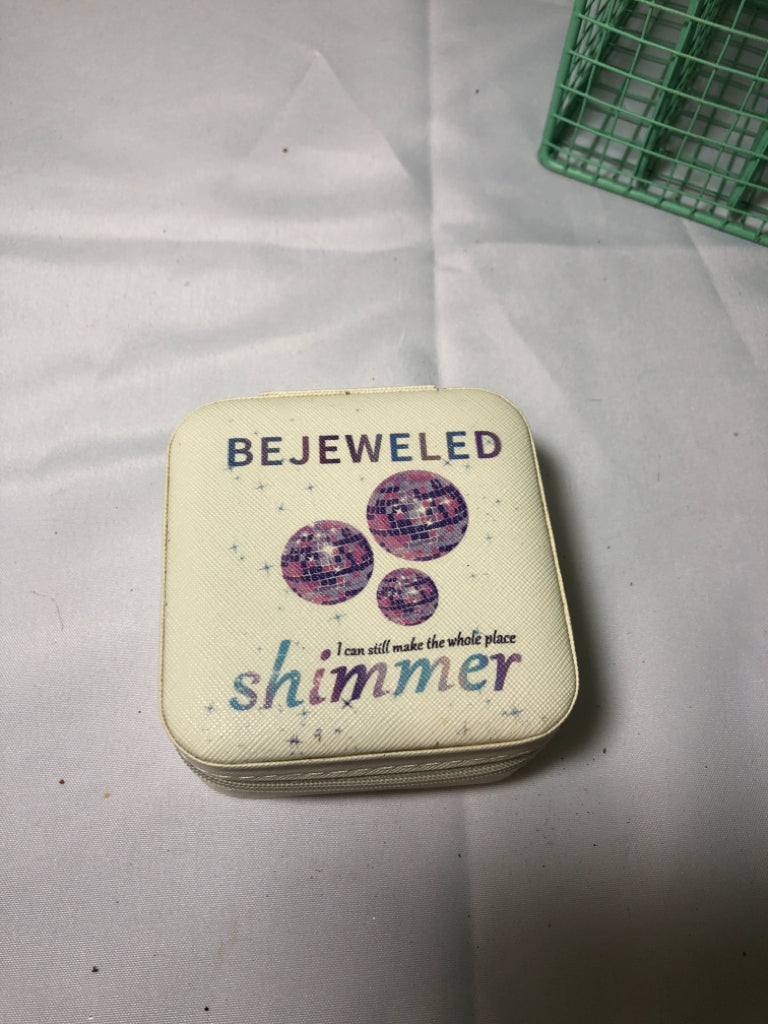 BEJEWELED
I can still make the whole place
shimmer